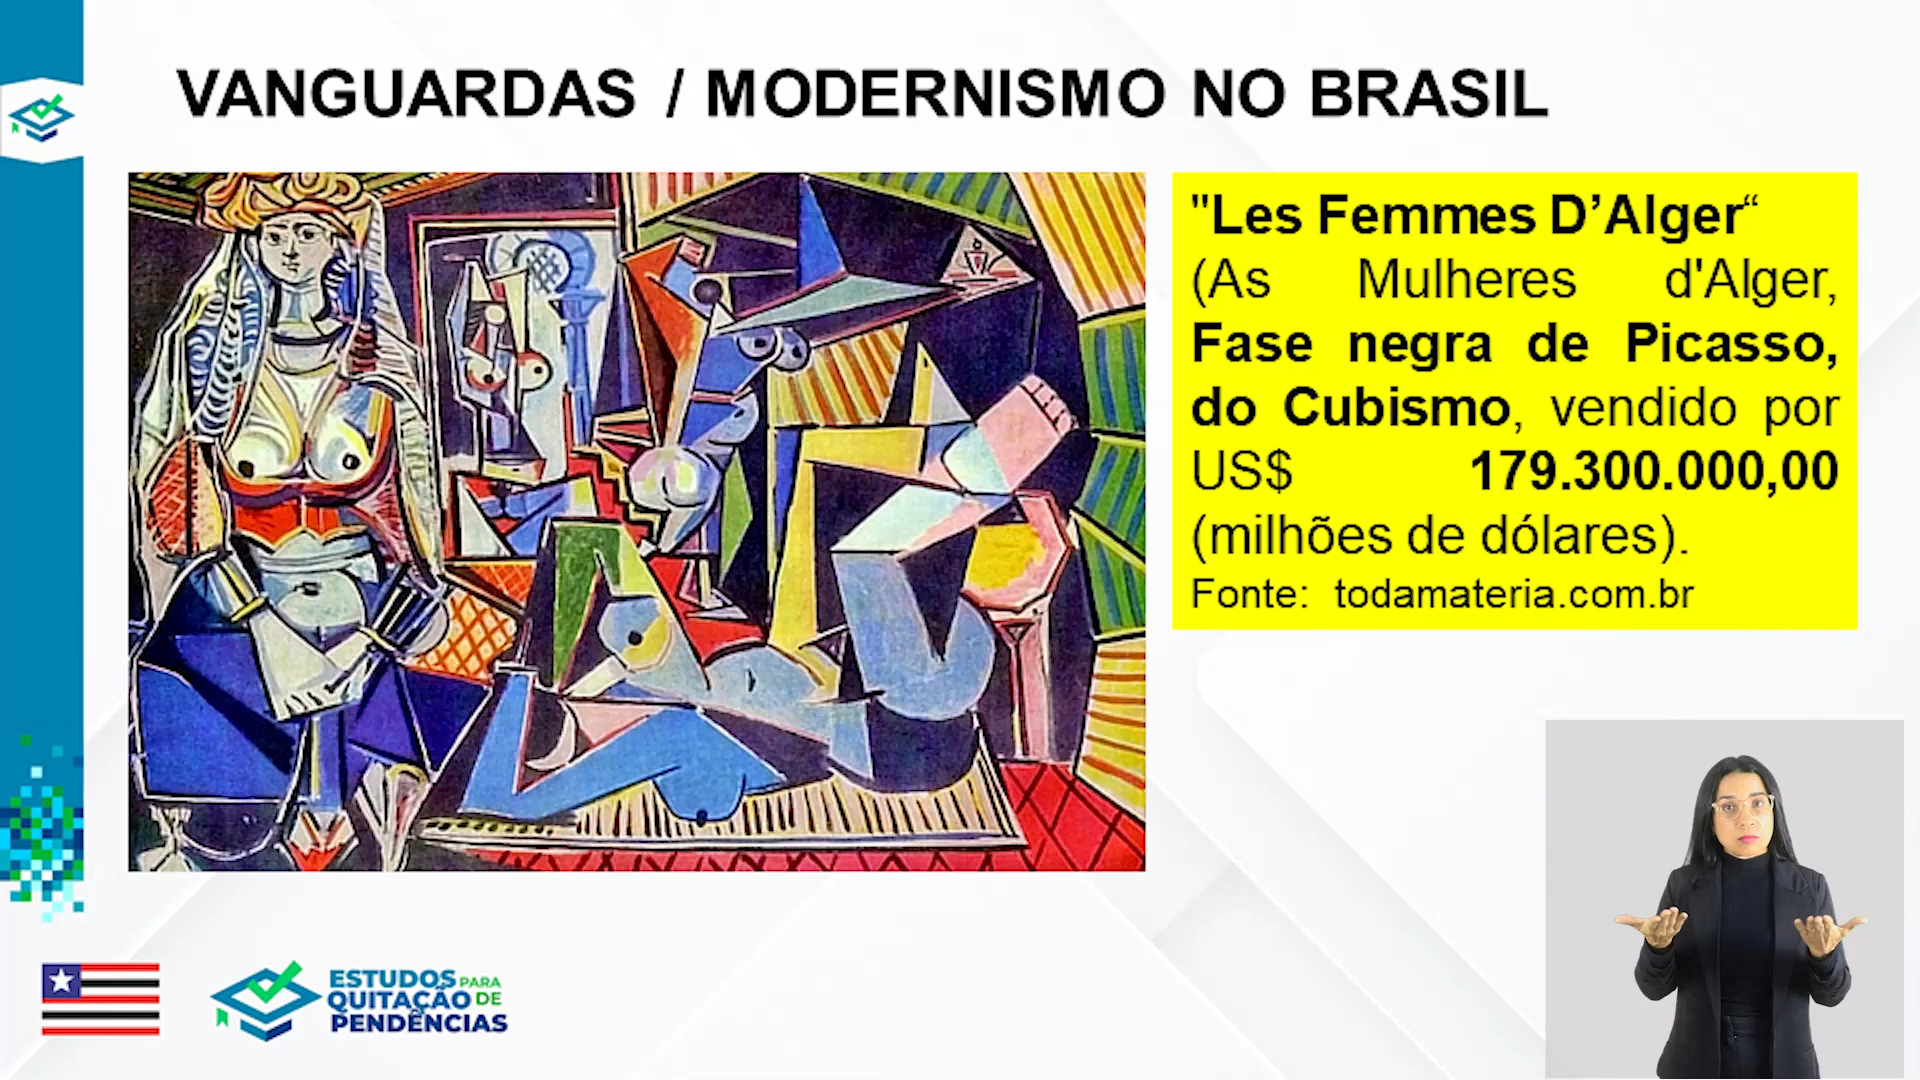 VANGUARDAS / MODERNISMO NO BRASIL
"Les Femmes D’Alger“
(As Mulheres d'Alger,
Fase negra de Picasso,
do Cubismo, vendido por
US$ 179.300.000,00
(milhões de dólares).
Fonte: todamateria.com.br
ESTUDOS PARA
QUITAÇÃO DE
PENDÊNCIAS